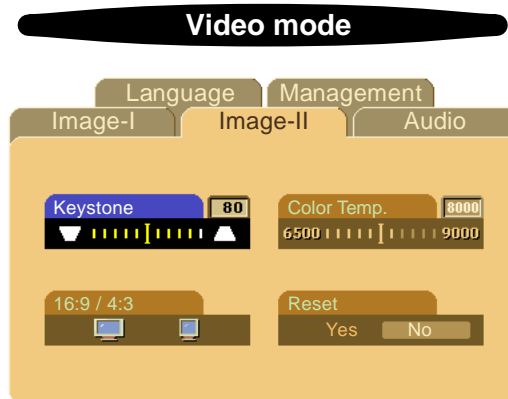 Video mode
Language Management
Image-I Image-II Audio
Keystone 80 Color Temp. 8000
6500 9000
16:9 / 4:3 Reset
Yes No